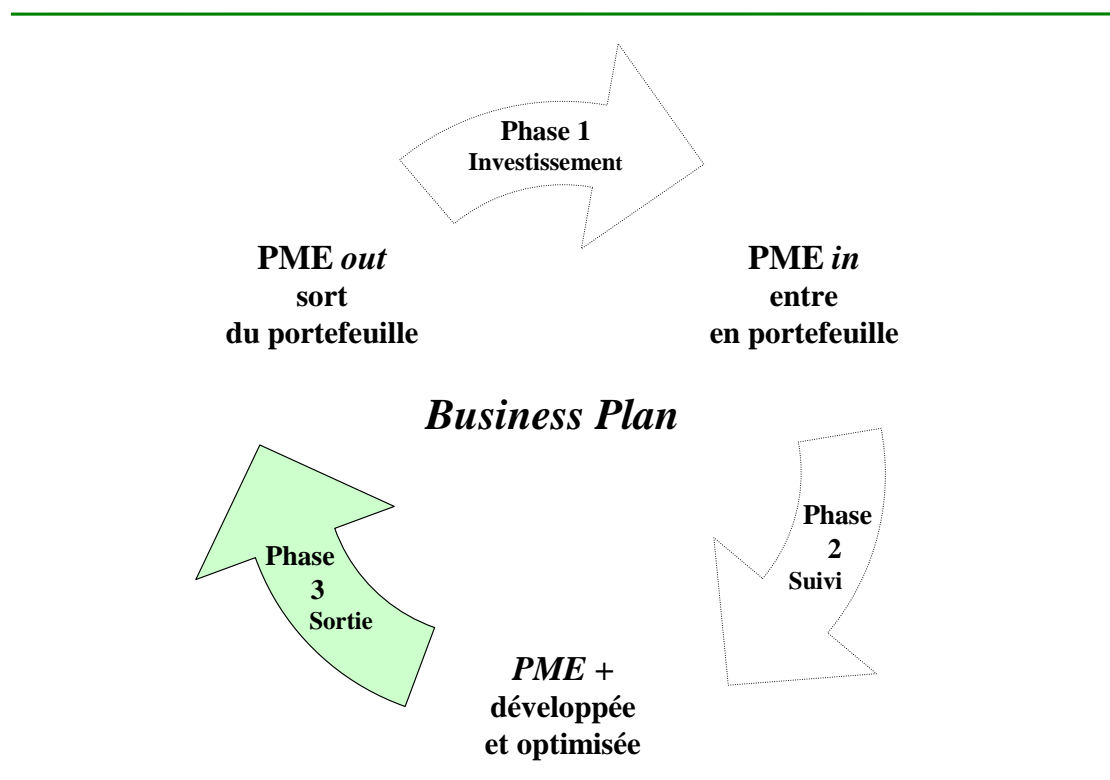 Phase 1
Investissement
PME out
sort
du portefeuille
PME in
entre
en portefeuille
Business Plan
Phase
2
Suivi
Phase
3
Sortie
PME +
développée
et optimisée